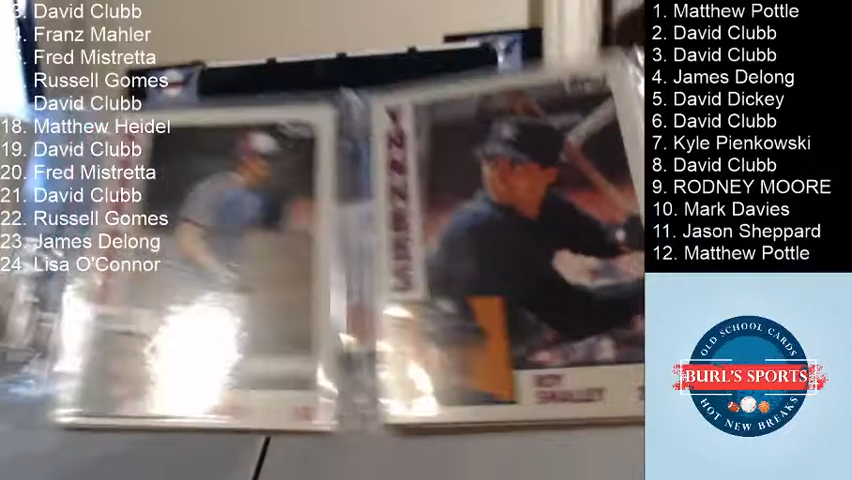 David Clubb
Franz Mahler
Fred Mistretta
Russell Gomes
David Clubb
18. Matthew Heidel
19. David Clubb
20. Fred Mistretta
21. David Clubb
22. Russell Gomes
23. James Delong
24. Lisa O'Connor
YANKEES
ROY
SMALLEY
1. Matthew Pottle
2. David Clubb
3. David Clubb
4. James Delong
5. David Dickey
6. David Clubb
7. Kyle Pienkowski
8. David Clubb
9. RODNEY MOORE
10. Mark Davies
11. Jason Sheppard
12. Matthew Pottle
OLD SCHOOL CARDS
BURL'S SPORTS
HOT NEW BREAKS